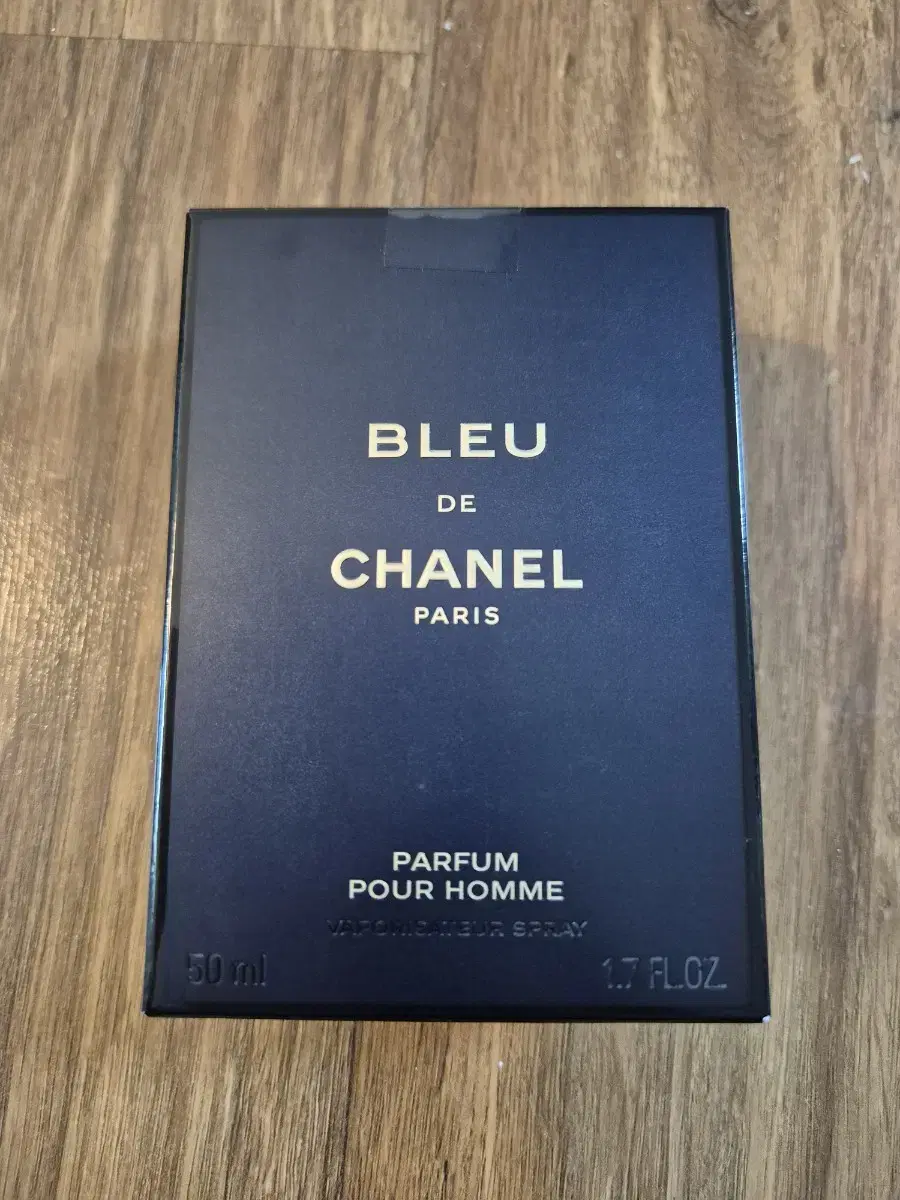 BLEU
DE
CHANEL
PARIS
PARFUM
POUR HOMME
VAPORISATEUR SPRAY
50 ml 1.7 FL.OZ.